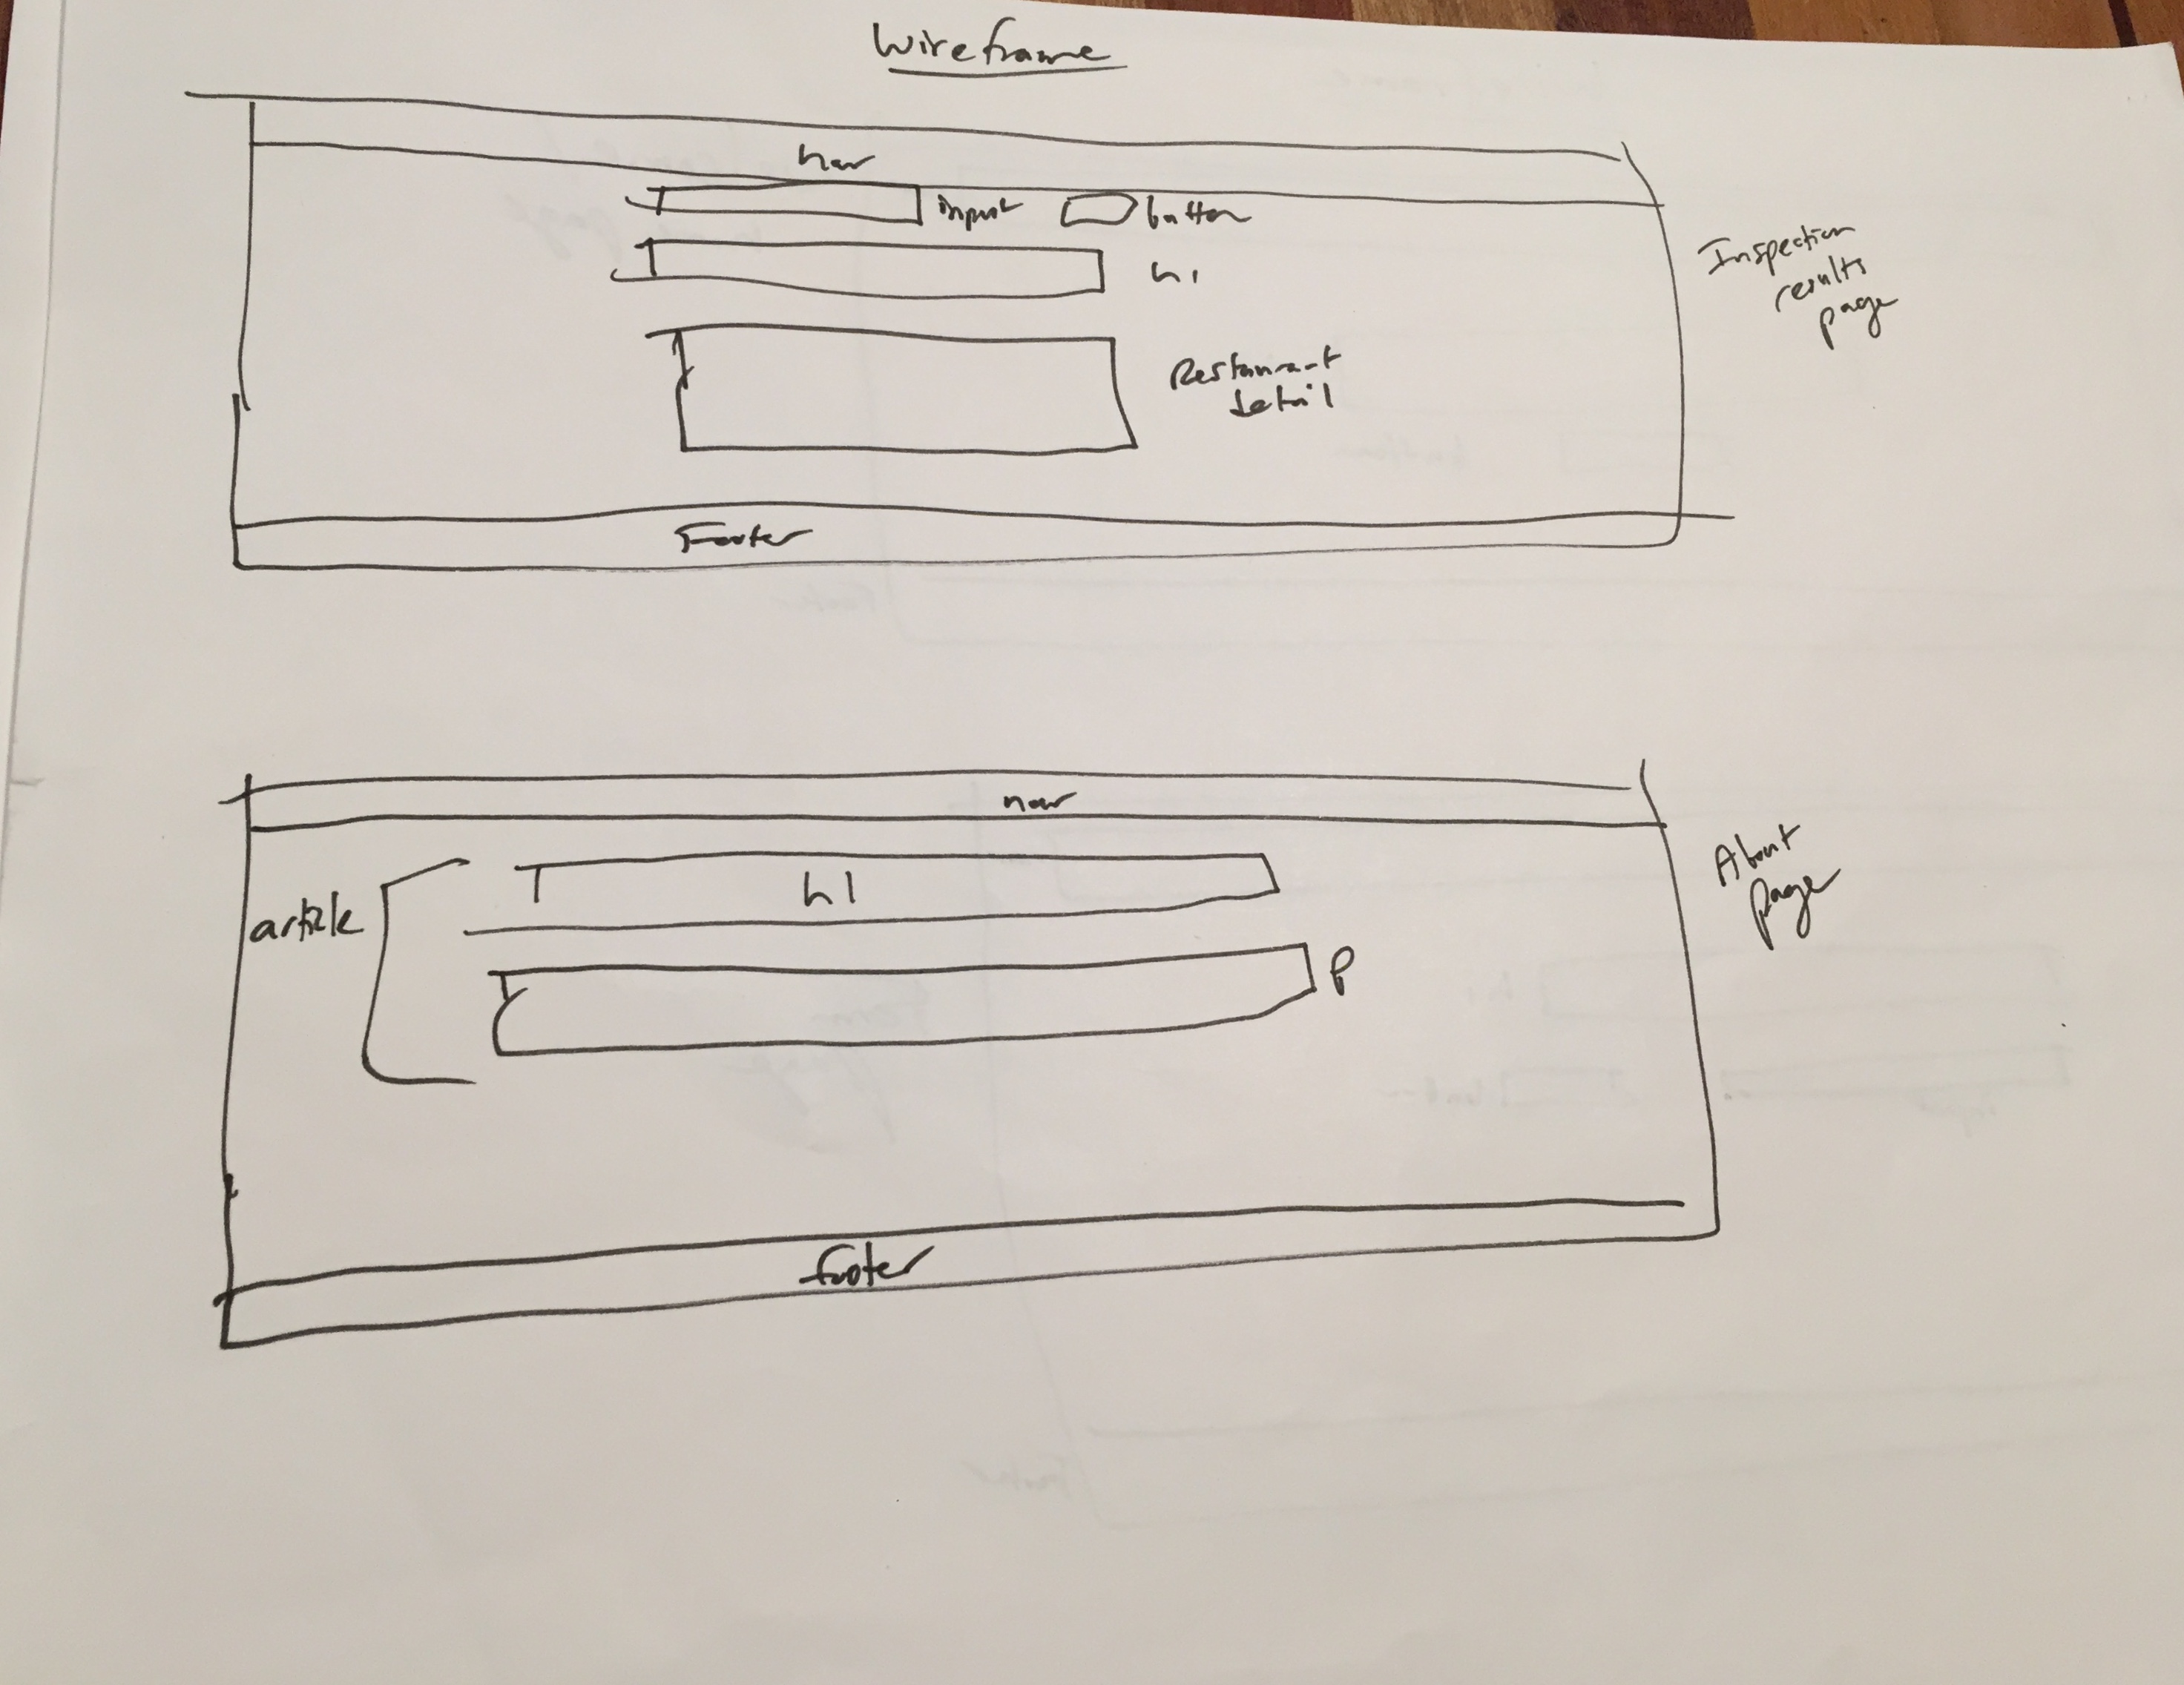 Wireframe
nav
input
button
h1
Inspection
results
page
Restaurant
detail
Footer
nav
About
page
h1
article
P
footer